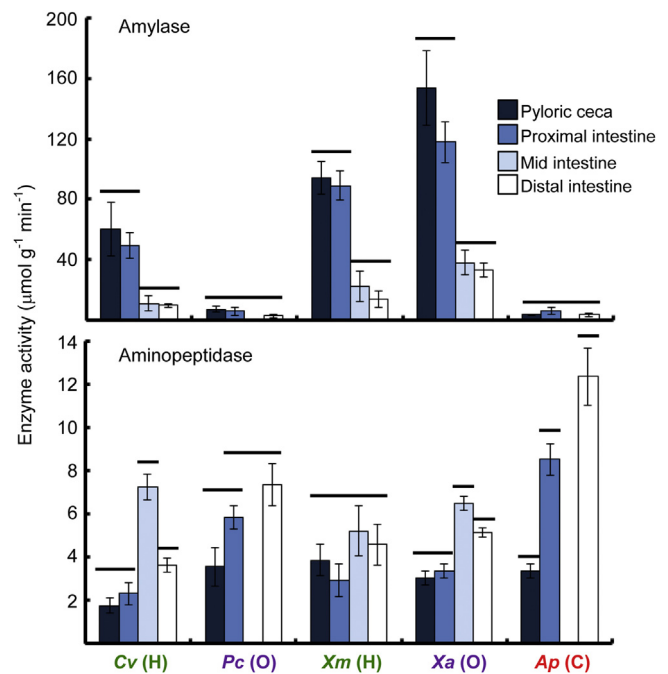 200
Amylase
160
120
80
40
Pyloric ceca
Proximal intestine
Mid intestine
Distal intestine
Enzyme activity (μmol g⁻¹ min⁻¹)
14
Aminopeptidase
12
10
8
6
4
2
Cv (H) Pc (O) Xm (H) Xa (O) Ap (C)